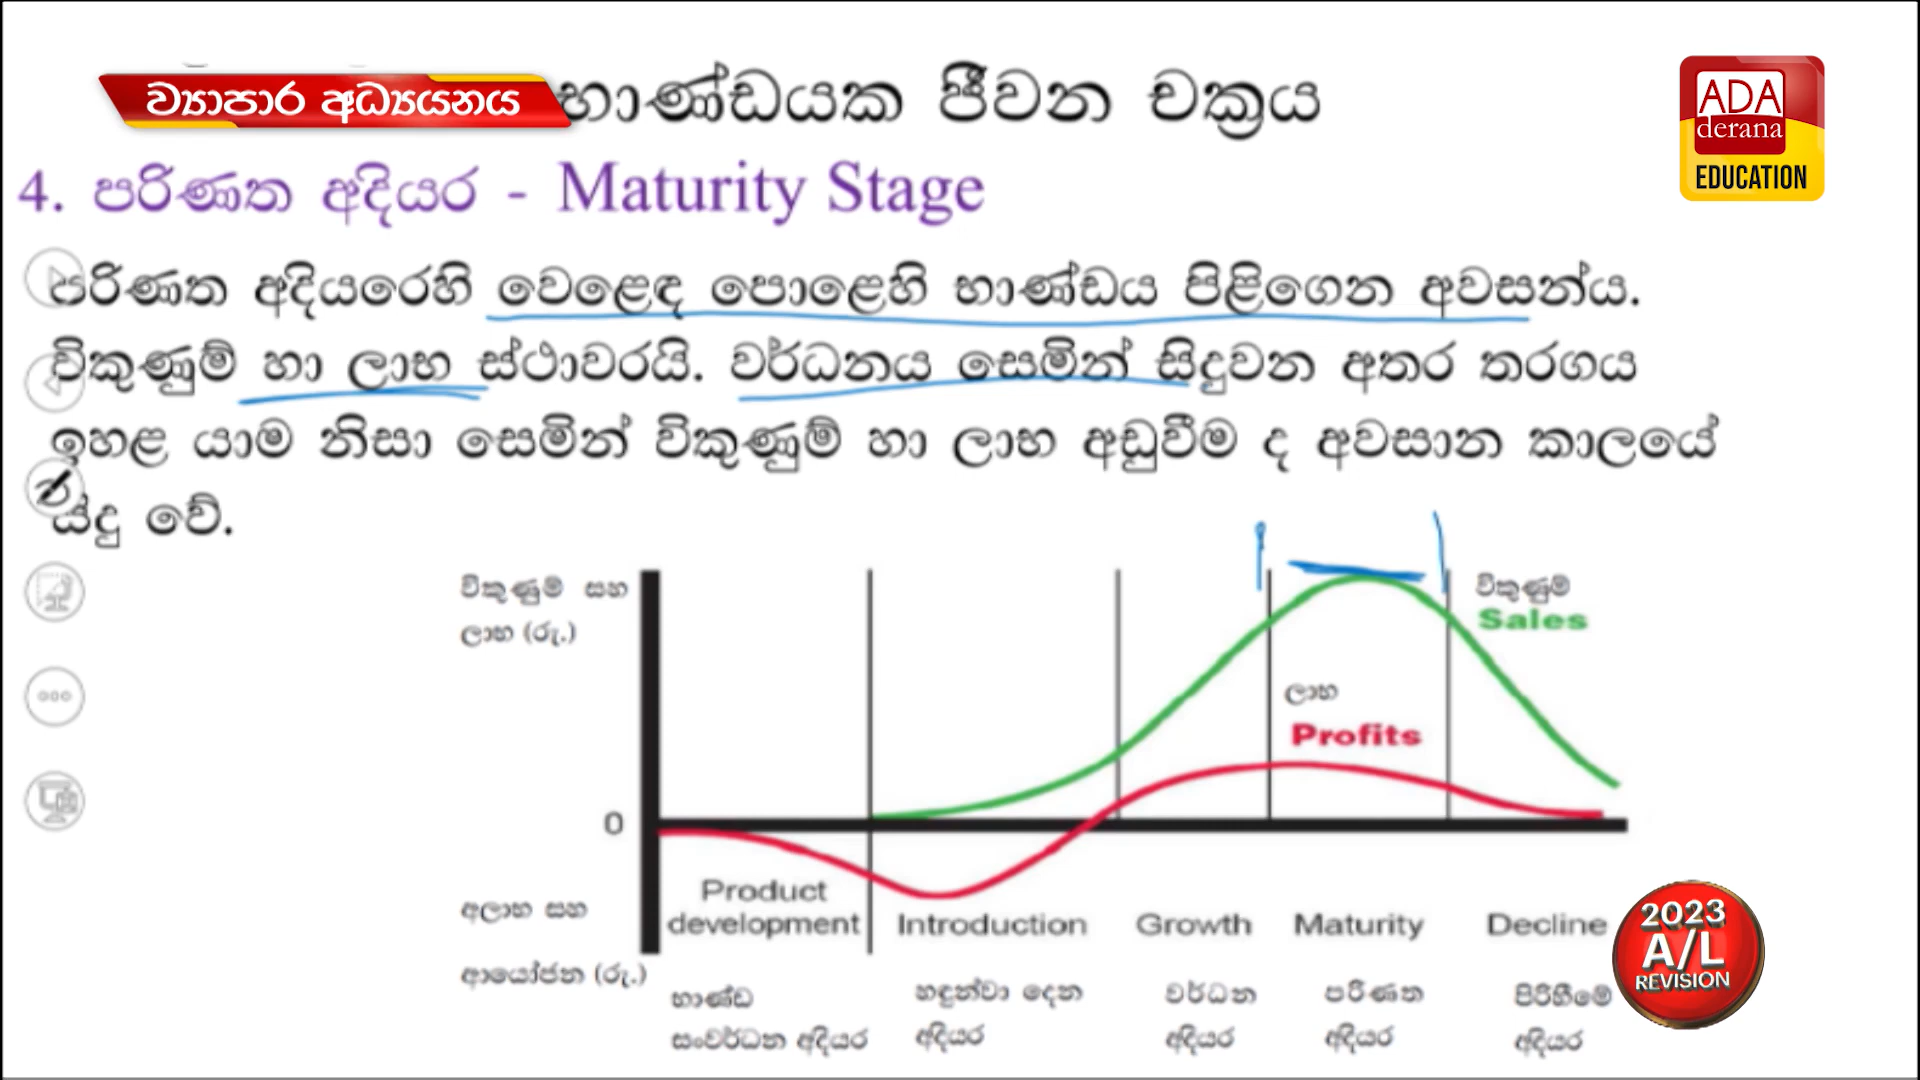 ව්‍යාපාර අධ්‍යයනය
භාණ්ඩයක ජීවන චක්‍රය
ADA
derana
EDUCATION
4. පරිණත අදියර - Maturity Stage
පරිණත අදියරෙහි වෙළෙඳ පොළෙහි භාණ්ඩය පිළිගෙන අවසන්ය.
විකුණුම් හා ලාභ ස්ථාවරයි. වර්ධනය සෙමින් සිදුවන අතර තරගය
ඉහළ යාම නිසා සෙමින් විකුණුම් හා ලාභ අඩුවීම ද අවසාන කාලයේ
සිදු වේ.
විකුණුම් සහ
ලාභ (රු.)
විකුණුම්
Sales
ලාභ
Profits
0
අලාභ සහ
ආයෝජන (රු.)
Product
development
Introduction
Growth
Maturity
Decline
භාණ්ඩ
සංවර්ධන අදියර
හඳුන්වා දෙන
අදියර
වර්ධන
අදියර
පරිණත
අදියර
පිරිහීමේ
අදියර
2023
A/L
REVISION